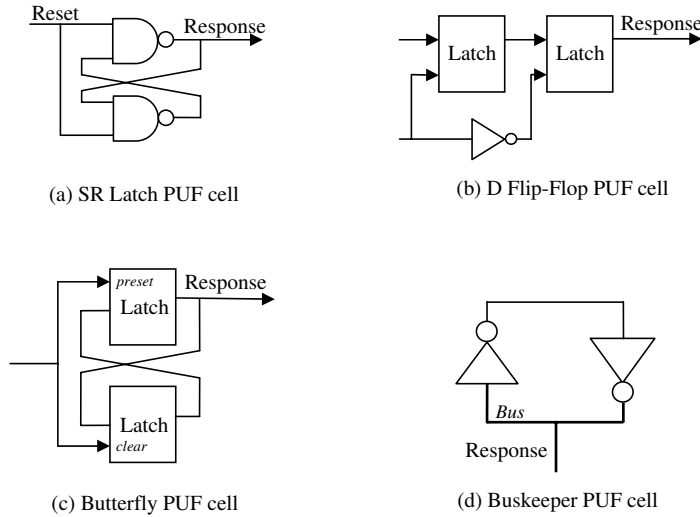 Reset
Response
(a) SR Latch PUF cell
Latch
Latch
Response
(b) D Flip-Flop PUF cell
preset
Latch
Response
Latch
clear
(c) Butterfly PUF cell
Bus
Response
(d) Buskeeper PUF cell